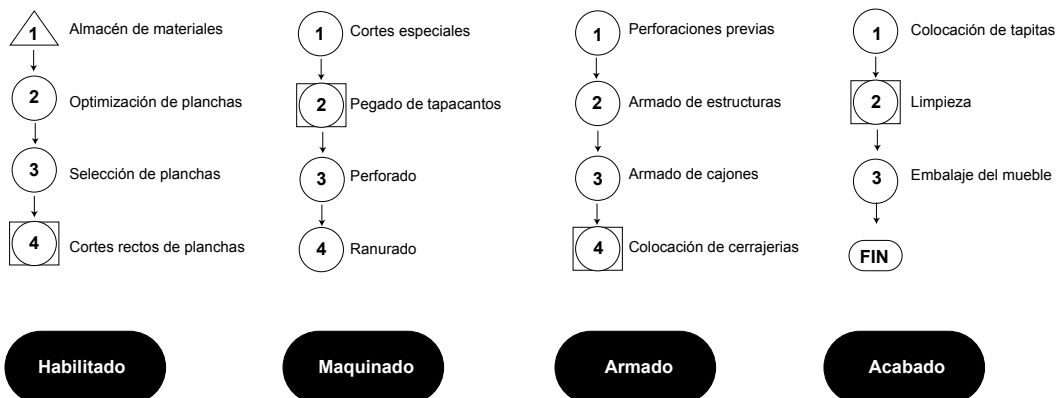 1 Almacén de materiales
2 Optimización de planchas
3 Selección de planchas
4 Cortes rectos de planchas
Habilitado
1 Cortes especiales
2 Pegado de tapacantos
3 Perforado
4 Ranurado
Maquinado
1 Perforaciones previas
2 Armado de estructuras
3 Armado de cajones
4 Colocación de cerrajerias
Armado
1 Colocación de tapitas
2 Limpieza
3 Embalaje del mueble
FIN
Acabado